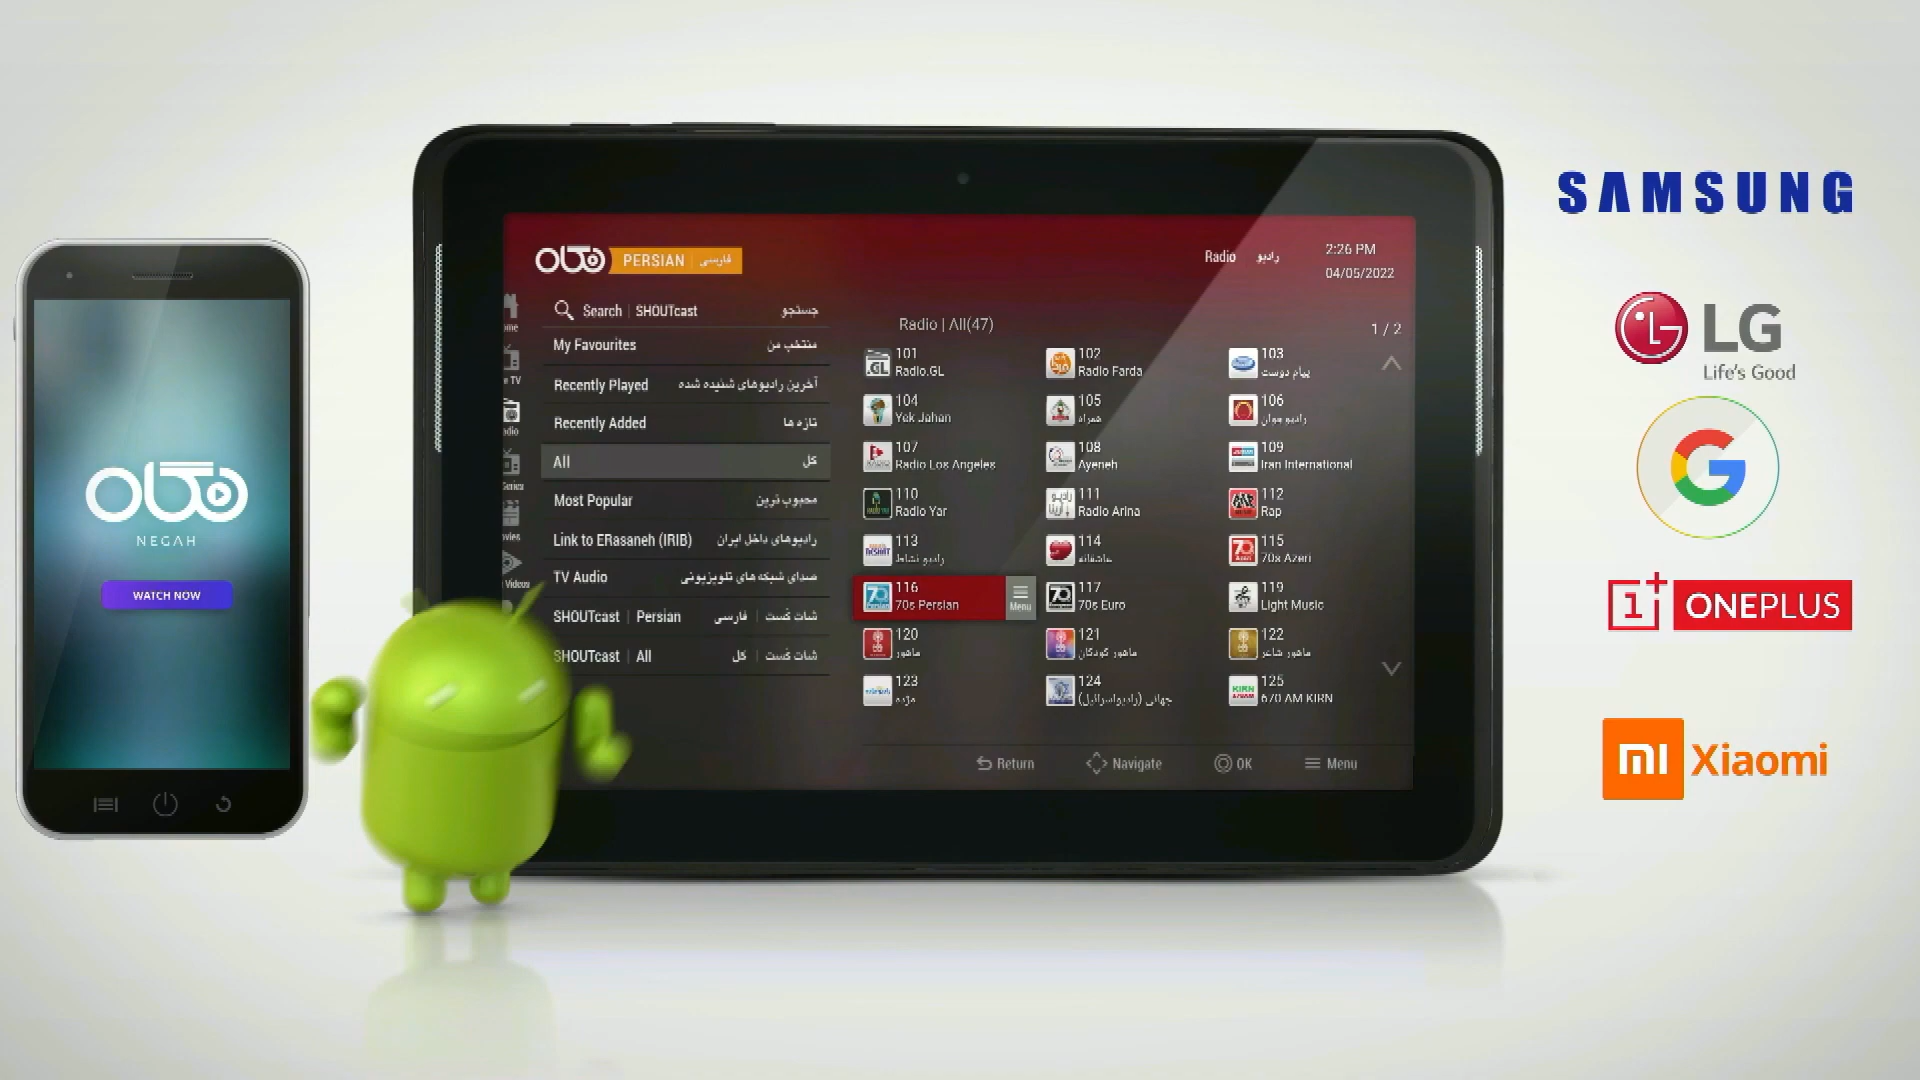 نگاه
NEGAH
WATCH NOW
نگاه PERSIAN | فارسی
Radio رادیو
2:26 PM
04/05/2022
Search | SHOUTcast جستجو
My Favourites منتخب من
Recently Played آخرین رادیوهای شنیده شده
Recently Added تازه ها
All کل
Most Popular محبوب ترین
Link to ERasaneh (IRIB) رادیوهای داخل ایران
TV Audio صدای شبکه های تلویزیونی
SHOUTcast | Persian فارسی | شات کست
SHOUTcast | All کل | شات کست
Radio | All(47)
1 / 2
101 Radio.GL
102 Radio Farda
103 پیام دوست
104 Yek Jahan
105 همراه
106 رادیو جوان
107 Radio Los Angeles
108 Ayeneh
109 Iran International
110 Radio Yar
111 Radio Arina
112 Rap
113 رادیو نشاط
114 عاشقانه
115 70s Azeri
116 70s Persian
Menu
117 70s Euro
119 Light Music
120 ماهور
121 ماهور کودکان
122 ماهور شاعر
123 مژده
124 جهانی (رادیواسرائیل)
125 670 AM KIRN
Return Navigate OK Menu
SAMSUNG
LG
Life's Good
G
1+ ONEPLUS
mi Xiaomi